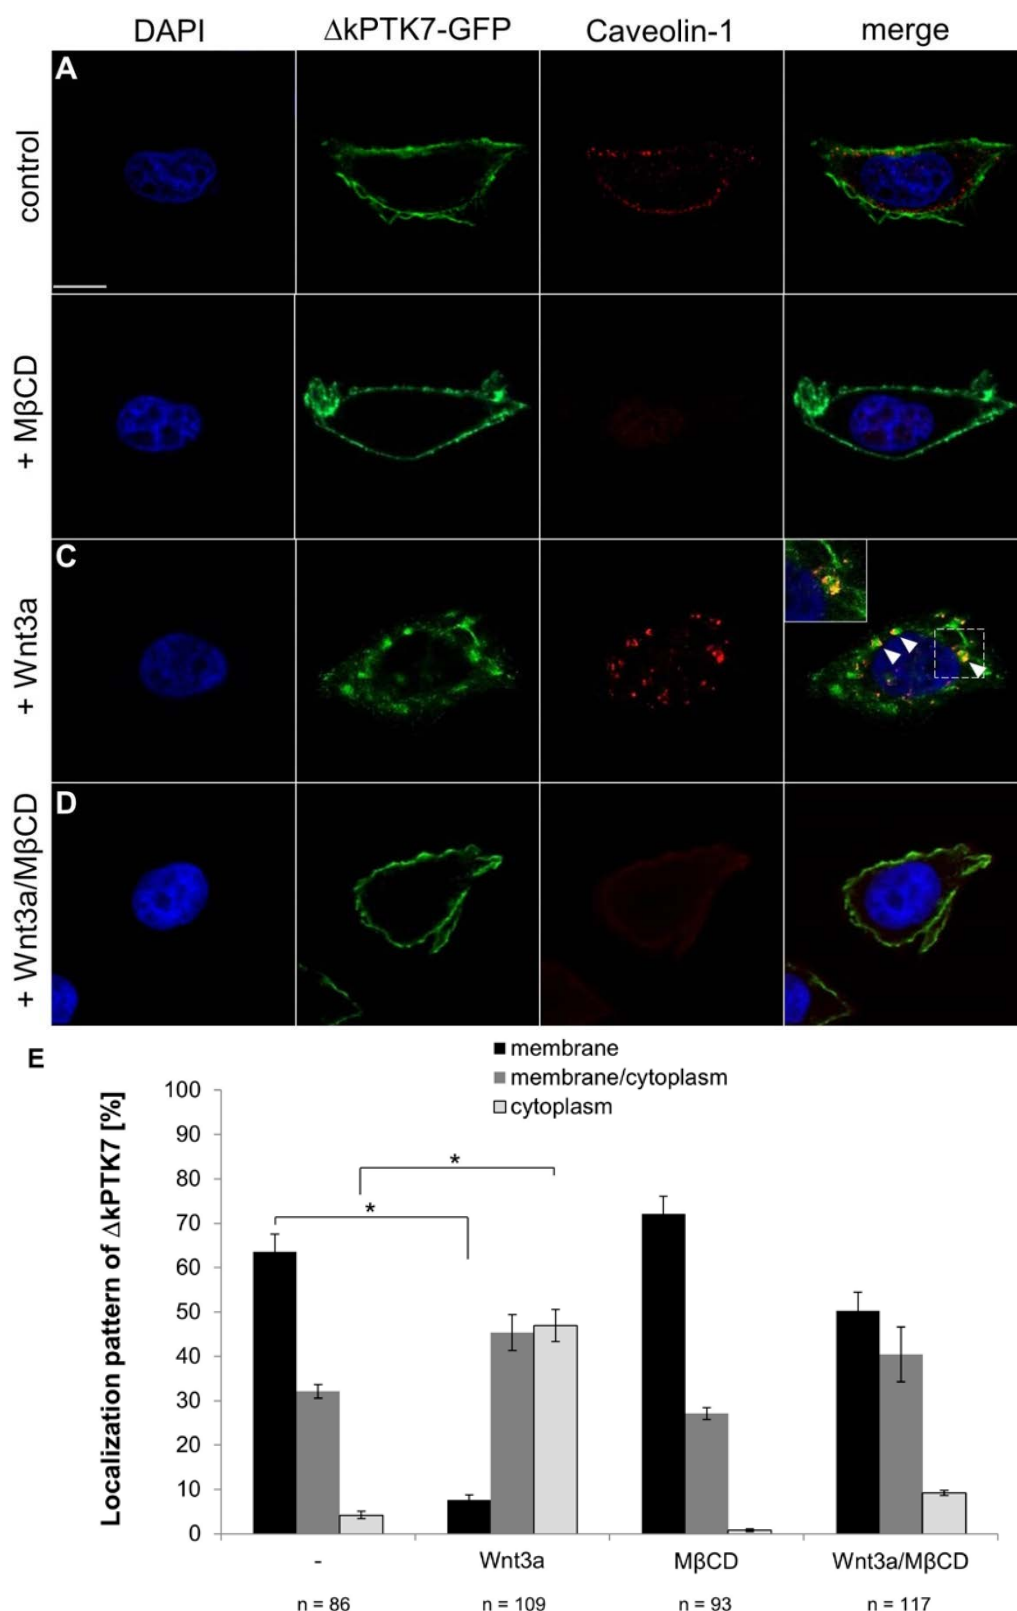 DAPI ΔkPTK7-GFP Caveolin-1 merge
A
control
+ MβCD
C
+ Wnt3a
D
+ Wnt3a/MβCD
E
membrane
membrane/cytoplasm
cytoplasm
Localization pattern of ΔkPTK7 [%]
100
90
80
70
60
50
40
30
20
10
0
*
*
- Wnt3a MβCD Wnt3a/MβCD
n = 86 n = 109 n = 93 n = 117